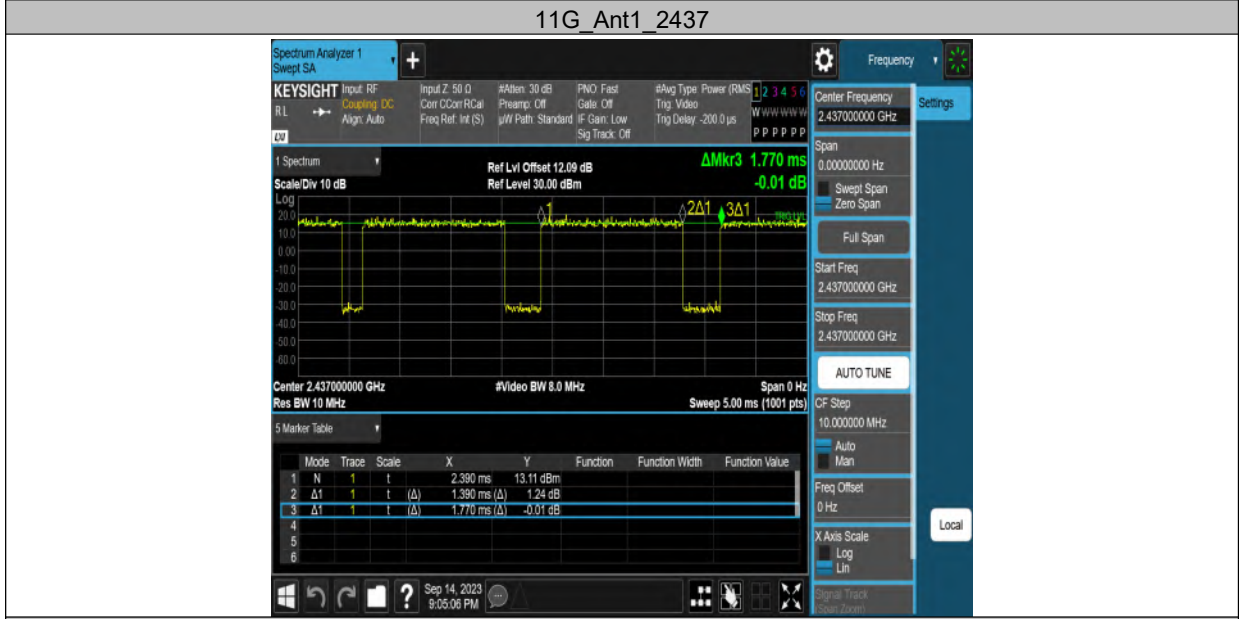 11G_Ant1_2437
Spectrum Analyzer 1
Swept SA
+
Frequency
KEYSIGHT
RL
LXI
Input: RF
Coupling: DC
Align: Auto
Input Z: 50 Ω
Corr CCorr RCal
Freq Ref: Int (S)
#Atten: 30 dB
Preamp: Off
µW Path: Standard
PNO: Fast
Gate: Off
IF Gain: Low
Sig Track: Off
#Avg Type: Power (RMS
Trig: Video
Trig Delay: -200.0 µs
1 2 3 4 5 6
W W W W W W
P P P P P P
1 Spectrum
Scale/Div 10 dB
Ref Lvl Offset 12.09 dB
Ref Level 30.00 dBm
ΔMkr3 1.770 ms
-0.01 dB
Log
1
2Δ1
3Δ1
TRIG LVL
20.0
10.0
0.00
-10.0
-20.0
-30.0
-40.0
-50.0
-60.0
Center 2.437000000 GHz
#Video BW 8.0 MHz
Span 0 Hz
Res BW 10 MHz
Sweep 5.00 ms (1001 pts)
5 Marker Table
Mode Trace Scale X Y Function Function Width Function Value
1 N 1 t 2.390 ms 13.11 dBm
2 Δ1 1 t (Δ) 1.390 ms (Δ) 1.24 dB
3 Δ1 1 t (Δ) 1.770 ms (Δ) -0.01 dB
4
5
6
?
Sep 14, 2023
9:05:06 PM
Center Frequency
2.437000000 GHz
Settings
Span
0.00000000 Hz
Swept Span
Zero Span
Full Span
Start Freq
2.437000000 GHz
Stop Freq
2.437000000 GHz
AUTO TUNE
CF Step
10.000000 MHz
Auto
Man
Freq Offset
0 Hz
X Axis Scale
Log
Lin
Local
Signal Track
(Span Zoom)